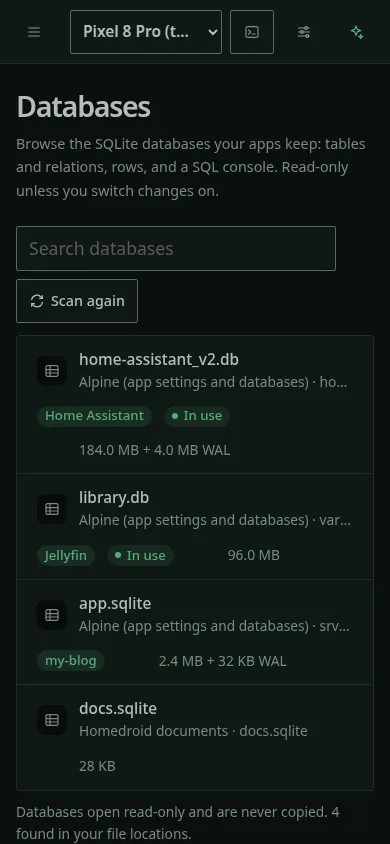 Pixel 8 Pro (t...
Databases
Browse the SQLite databases your apps keep: tables
and relations, rows, and a SQL console. Read-only
unless you switch changes on.
Search databases
Scan again
home-assistant_v2.db
Alpine (app settings and databases) · ho...
Home Assistant In use
184.0 MB + 4.0 MB WAL
library.db
Alpine (app settings and databases) · var...
Jellyfin In use 96.0 MB
app.sqlite
Alpine (app settings and databases) · srv...
my-blog 2.4 MB + 32 KB WAL
docs.sqlite
Homedroid documents · docs.sqlite
28 KB
Databases open read-only and are never copied. 4
found in your file locations.